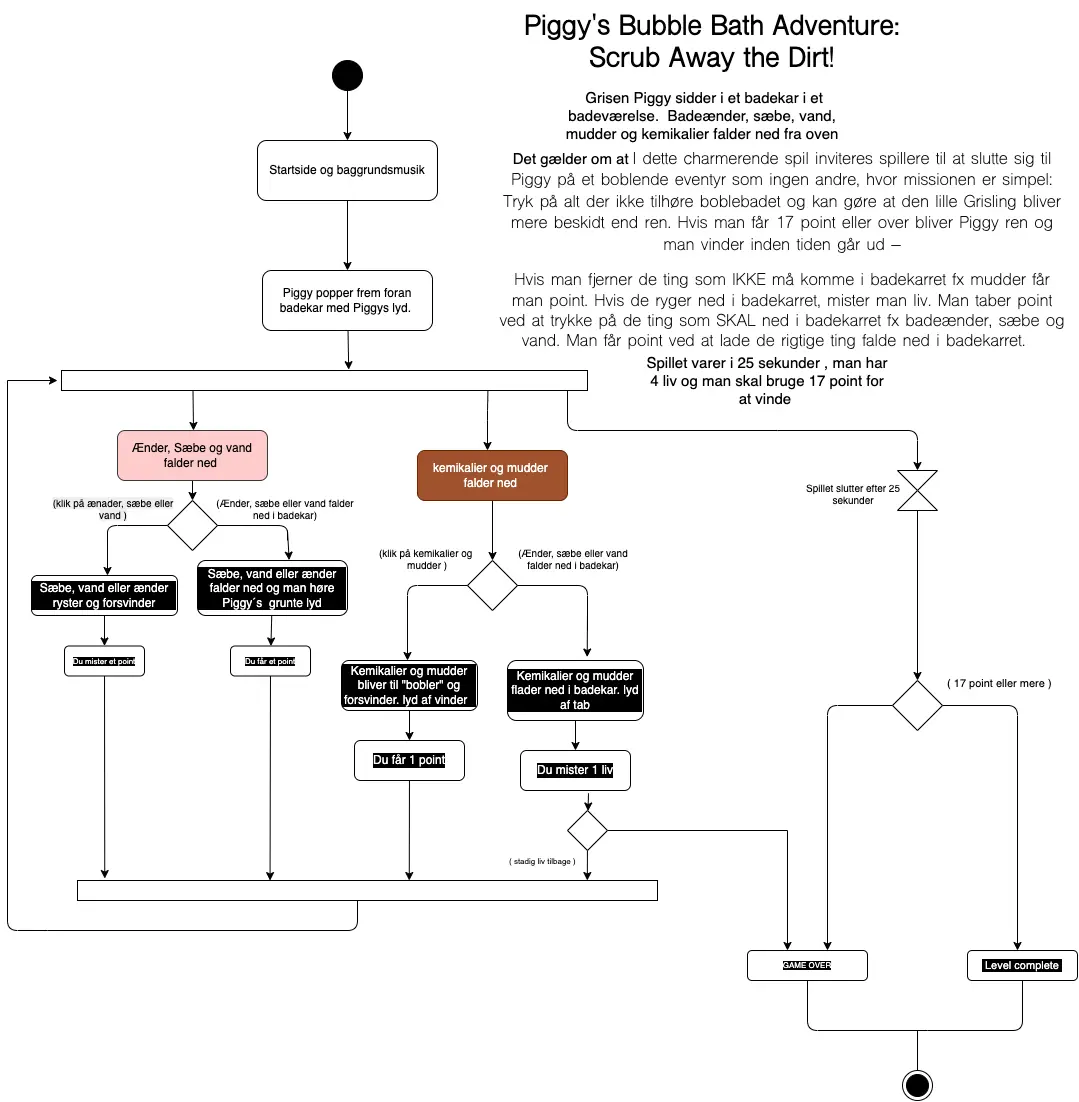 Piggy's Bubble Bath Adventure:
Scrub Away the Dirt!
Grisen Piggy sidder i et badekar i et
badeværelse.  Badeænder, sæbe, vand,
mudder og kemikalier falder ned fra oven
Det gælder om at I dette charmerende spil inviteres spillere til at slutte sig til
Piggy på et boblende eventyr som ingen andre, hvor missionen er simpel:
Tryk på alt der ikke tilhøre boblebadet og kan gøre at den lille Grisling bliver
mere beskidt end ren. Hvis man får 17 point eller over bliver Piggy ren og
man vinder inden tiden går ud –
Hvis man fjerner de ting som IKKE må komme i badekarret fx mudder får
man point. Hvis de ryger ned i badekarret, mister man liv. Man taber point
ved at trykke på de ting som SKAL ned i badekarret fx badeænder, sæbe og
vand. Man får point ved at lade de rigtige ting falde ned i badekarret.
Spillet varer i 25 sekunder , man har
4 liv og man skal bruge 17 point for
at vinde
Startside og baggrundsmusik
Piggy popper frem foran
badekar med Piggys lyd.
Ænder, Sæbe og vand
falder ned
(klik på ænader, sæbe eller
vand )
(Ænder, sæbe eller vand falder
ned i badekar)
Sæbe, vand eller ænder
ryster og forsvinder
Sæbe, vand eller ænder
falder ned og man høre
Piggy´s  grunte lyd
Du mister et point
Du får et point
kemikalier og mudder
falder ned
(klik på kemikalier og
mudder )
(Ænder, sæbe eller vand
falder ned i badekar)
Kemikalier og mudder
bliver til "bobler" og
forsvinder. lyd af vinder
Kemikalier og mudder
flader ned i badekar. lyd
af tab
Du får 1 point
Du mister 1 liv
( stadig liv tilbage )
Spillet slutter efter 25
sekunder
( 17 point eller mere )
GAME OVER
Level complete